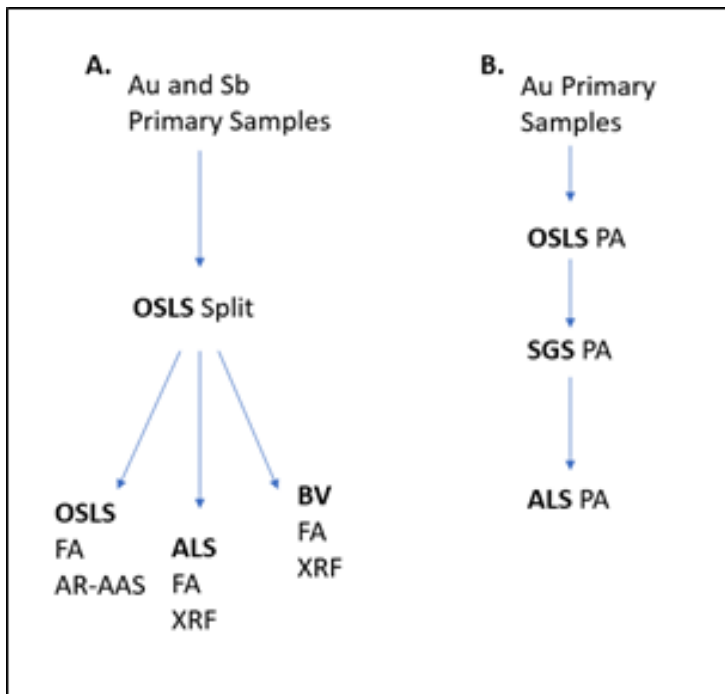 A.
Au and Sb
Primary Samples
OSLS Split
OSLS
FA
AR-AAS
ALS
FA
XRF
BV
FA
XRF
B.
Au Primary
Samples
OSLS PA
SGS PA
ALS PA